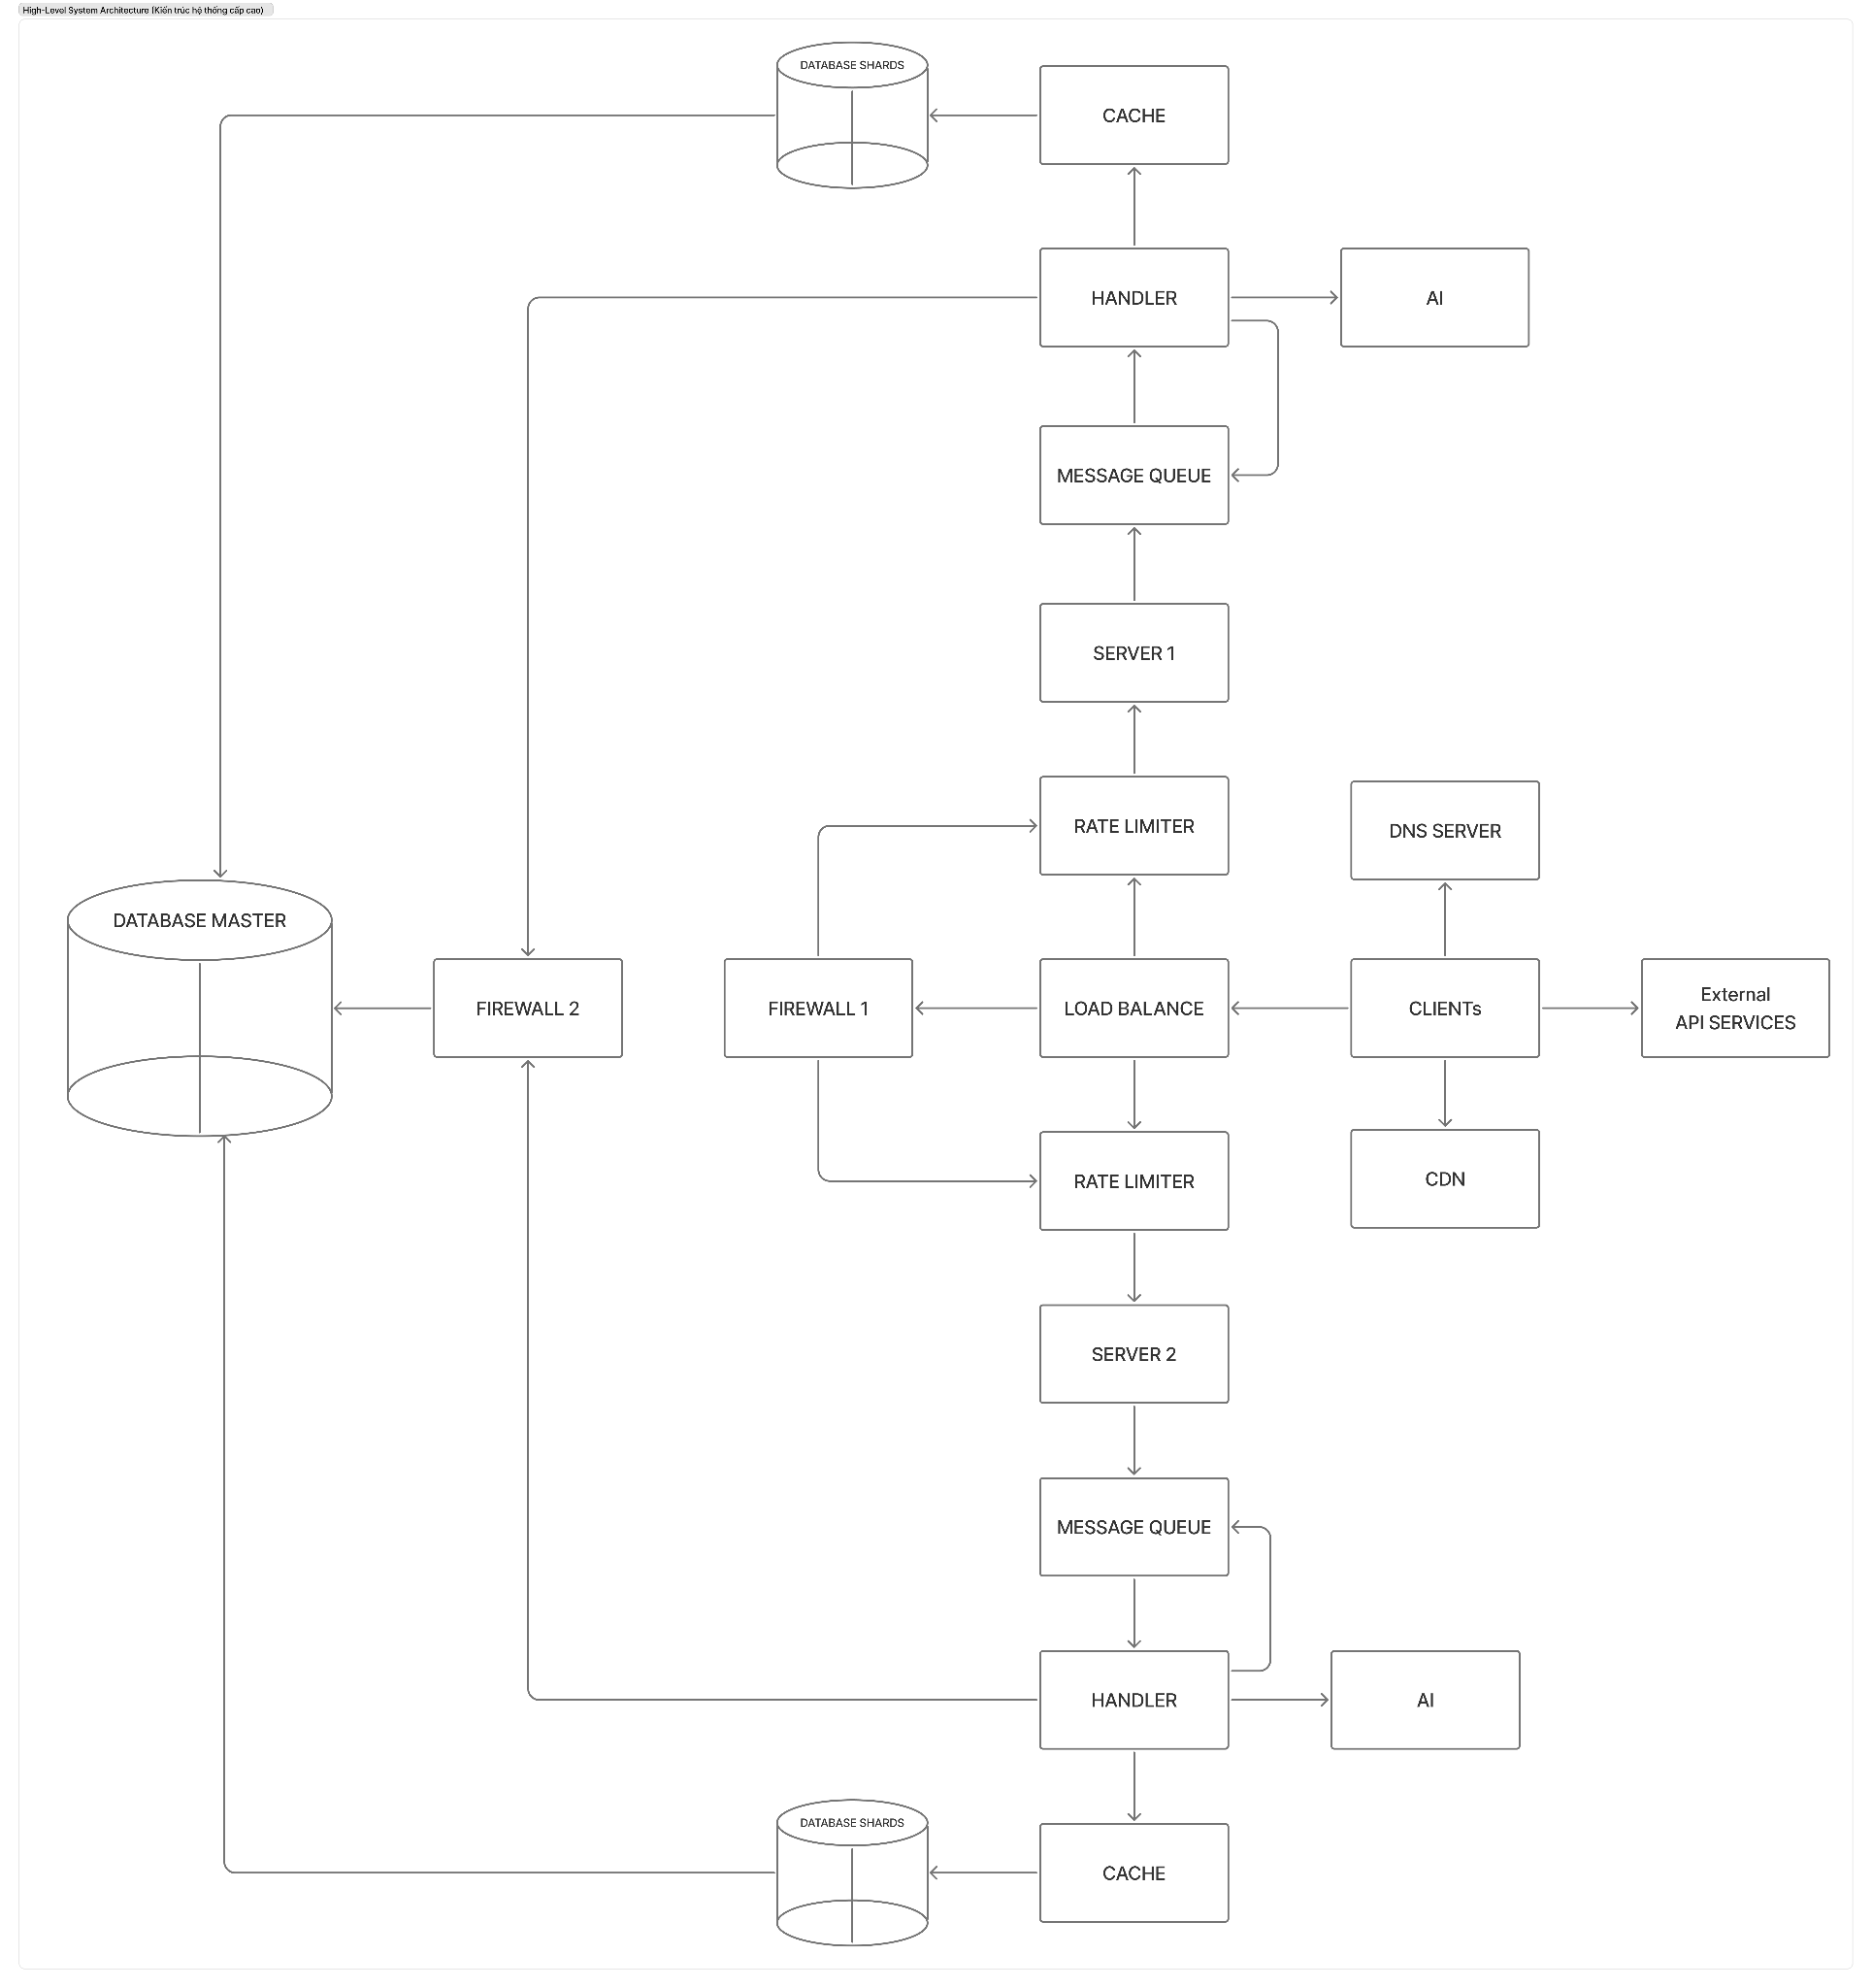 High-Level System Architecture (Kiến trúc hệ thống cấp cao)
DATABASE SHARDS
CACHE
HANDLER
AI
MESSAGE QUEUE
SERVER 1
RATE LIMITER
DNS SERVER
DATABASE MASTER
FIREWALL 2
FIREWALL 1
LOAD BALANCE
CLIENTs
External
API SERVICES
RATE LIMITER
CDN
SERVER 2
MESSAGE QUEUE
HANDLER
AI
DATABASE SHARDS
CACHE